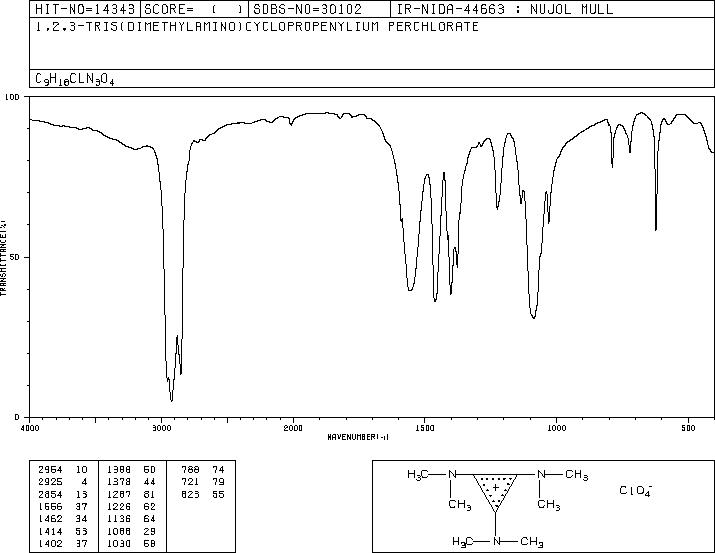 HIT-NO=14343 SCORE= ( ) SDBS-NO=30102 IR-NIDA-44663 : NUJOL MULL
1,2,3-TRIS(DIMETHYLAMINO)CYCLOPROPENYLIUM PERCHLORATE
C9H18CLN3O4
100
50
0
TRANSMITTANCE(%)
4000 3000 2000 1500 1000 500
WAVENUMBER(-1)
2954 10 1388 50 788 74
2925 4 1378 44 721 79
2854 13 1287 81 623 55
1556 37 1226 62
1462 34 1136 64
1414 53 1088 29
1402 37 1030 58
H3C N N CH3
+
CH3 CH3
ClO4-
H3C N CH3